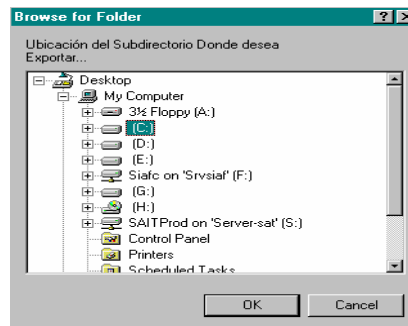 Browse for Folder
Ubicación del Subdirectorio Donde desea
Exportar...
Desktop
My Computer
3½ Floppy (A:)
(C:)
(D:)
(E:)
Siafc on 'Srvsiaf' (F:)
(G:)
(H:)
SAITProd on 'Server-sat' (S:)
Control Panel
Printers
Scheduled Tasks
OK
Cancel